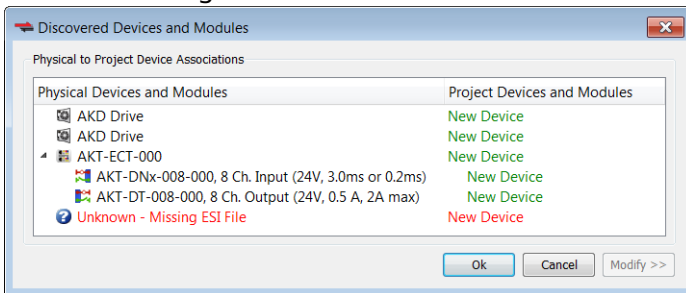 Discovered Devices and Modules
Physical to Project Device Associations
Physical Devices and Modules Project Devices and Modules
AKD Drive New Device
AKD Drive New Device
AKT-ECT-000 New Device
AKT-DNx-008-000, 8 Ch. Input (24V, 3.0ms or 0.2ms) New Device
AKT-DT-008-000, 8 Ch. Output (24V, 0.5 A, 2A max) New Device
Unknown - Missing ESI File New Device
Ok Cancel Modify >>